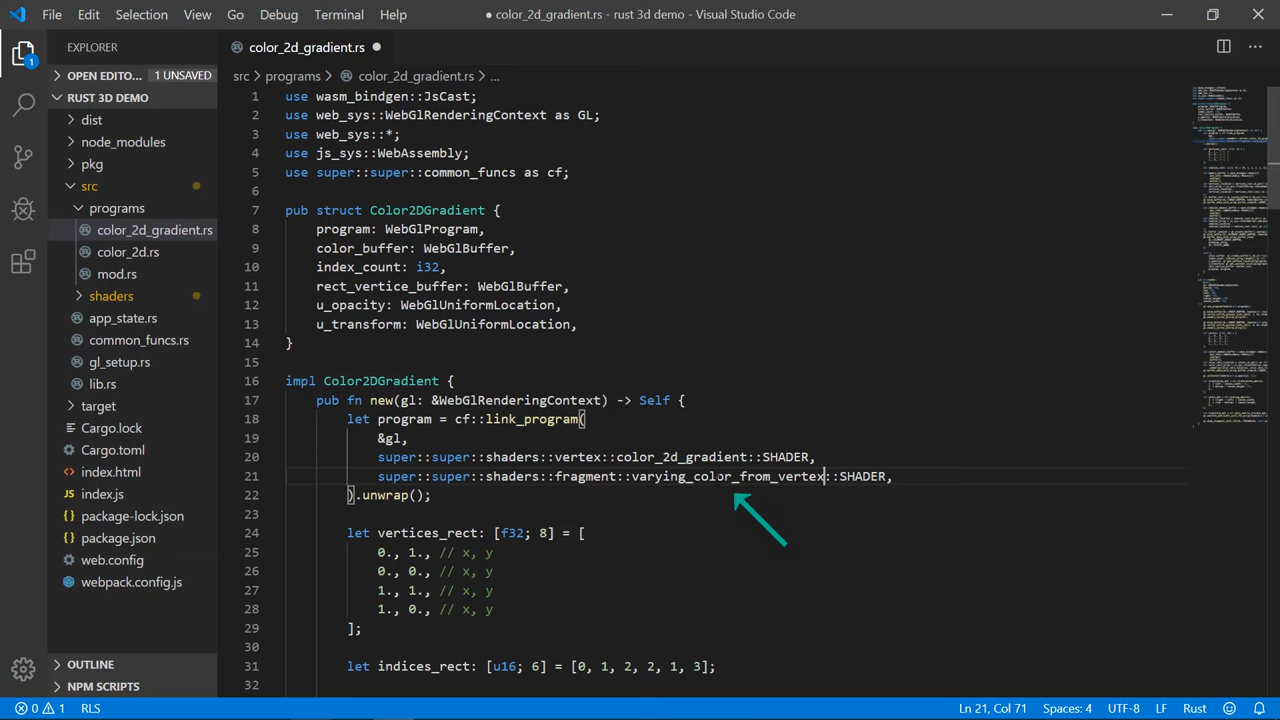 File Edit Selection View Go Debug Terminal Help ● color_2d_gradient.rs - rust 3d demo - Visual Studio Code
EXPLORER
OPEN EDITO... 1 UNSAVED
RUST 3D DEMO
dist
node_modules
pkg
src
programs
color_2d_gradient.rs
color_2d.rs
mod.rs
shaders
app_state.rs
common_funcs.rs
gl_setup.rs
lib.rs
target
Cargo.lock
Cargo.toml
index.html
index.js
package-lock.json
package.json
web.config
webpack.config.js
OUTLINE
NPM SCRIPTS
1
color_2d_gradient.rs ●
src > programs > color_2d_gradient.rs > ...
1 use wasm_bindgen::JsCast;
2 use web_sys::WebGlRenderingContext as GL;
3 use web_sys::*;
4 use js_sys::WebAssembly;
5 use super::super::common_funcs as cf;
6
7 pub struct Color2DGradient {
8 program: WebGlProgram,
9 color_buffer: WebGlBuffer,
10 index_count: i32,
11 rect_vertice_buffer: WebGlBuffer,
12 u_opacity: WebGlUniformLocation,
13 u_transform: WebGlUniformLocation,
14 }
15
16 impl Color2DGradient {
17 pub fn new(gl: &WebGlRenderingContext) -> Self {
18 let program = cf::link_program(
19 &gl,
20 super::super::shaders::vertex::color_2d_gradient::SHADER,
21 super::super::shaders::fragment::varying_color_from_vertex::SHADER,
22 ).unwrap();
23
24 let vertices_rect: [f32; 8] = [
25 0., 1., // x, y
26 0., 0., // x, y
27 1., 1., // x, y
28 1., 0., // x, y
29 ];
30
31 let indices_rect: [u16; 6] = [0, 1, 2, 2, 1, 3];
32
0 1 RLS Ln 21, Col 71 Spaces: 4 UTF-8 LF Rust